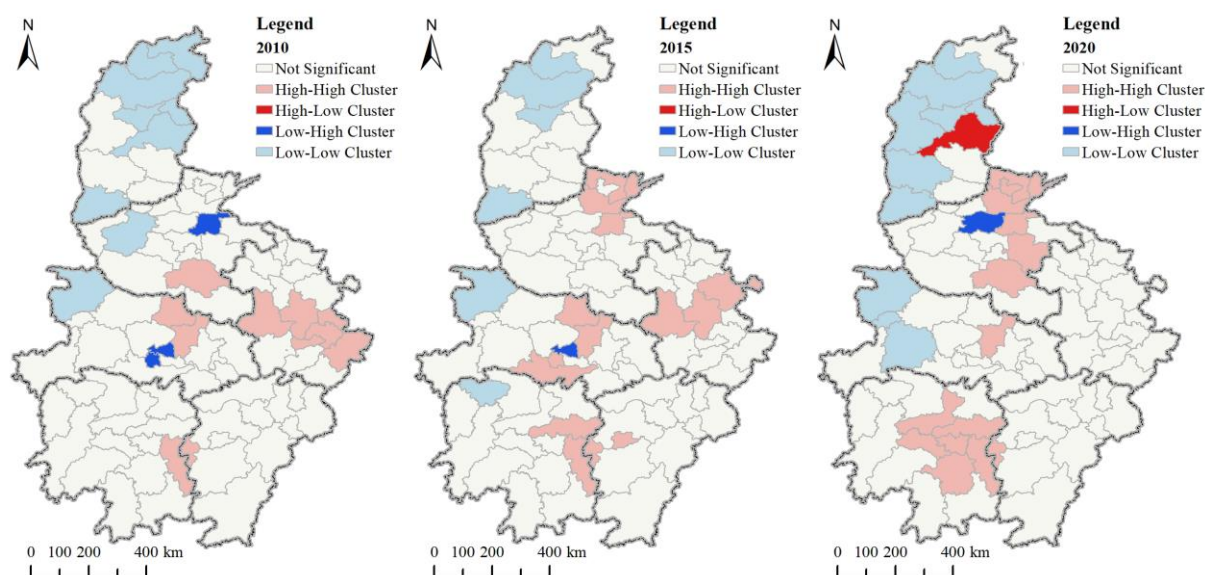 N
Legend
2010
Not Significant
High-High Cluster
High-Low Cluster
Low-High Cluster
Low-Low Cluster
0 100 200 400 km
N
Legend
2015
Not Significant
High-High Cluster
High-Low Cluster
Low-High Cluster
Low-Low Cluster
0 100 200 400 km
N
Legend
2020
Not Significant
High-High Cluster
High-Low Cluster
Low-High Cluster
Low-Low Cluster
0 100 200 400 km